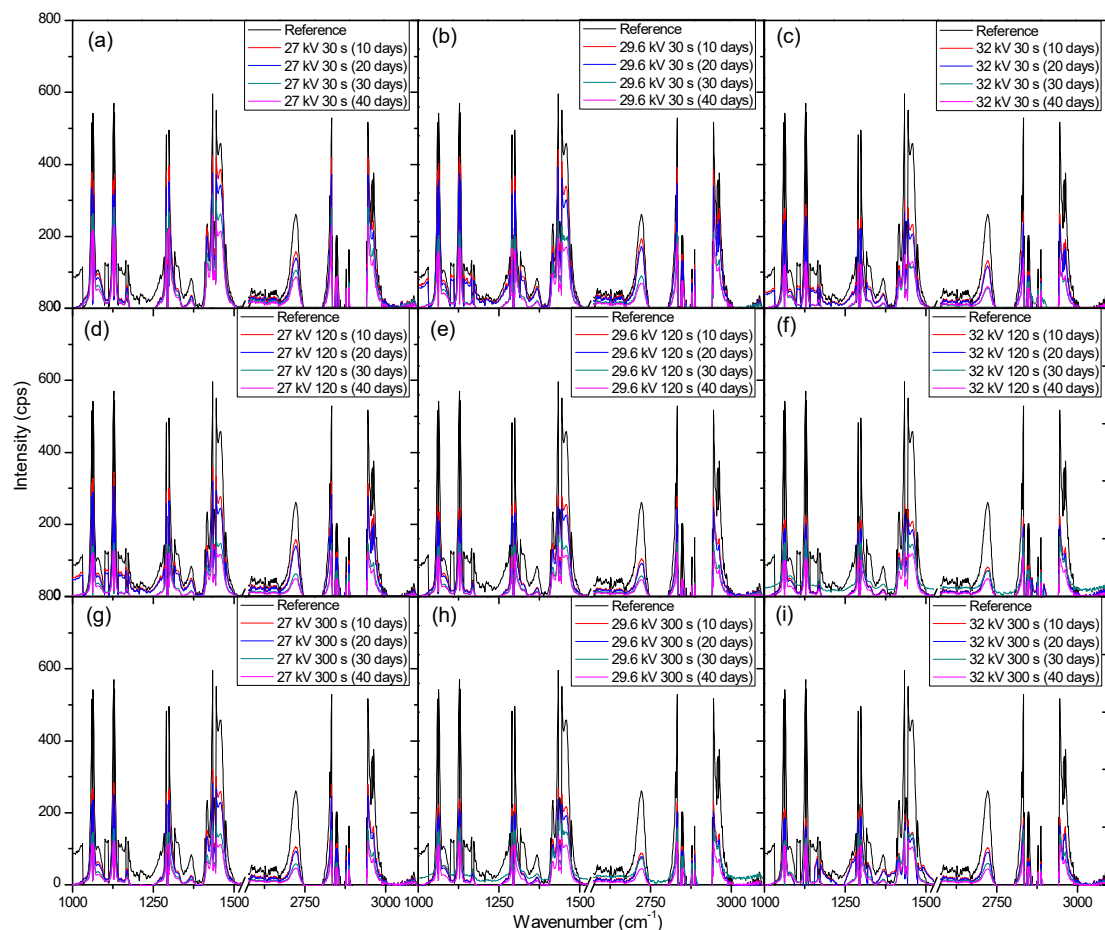 800
(a)
Reference
27 kV 30 s (10 days)
27 kV 30 s (20 days)
27 kV 30 s (30 days)
27 kV 30 s (40 days)
(b)
Reference
29.6 kV 30 s (10 days)
29.6 kV 30 s (20 days)
29.6 kV 30 s (30 days)
29.6 kV 30 s (40 days)
(c)
Reference
32 kV 30 s (10 days)
32 kV 30 s (20 days)
32 kV 30 s (30 days)
32 kV 30 s (40 days)
600
400
200
800
(d)
Reference
27 kV 120 s (10 days)
27 kV 120 s (20 days)
27 kV 120 s (30 days)
27 kV 120 s (40 days)
(e)
Reference
29.6 kV 120 s (10 days)
29.6 kV 120 s (20 days)
29.6 kV 120 s (30 days)
29.6 kV 120 s (40 days)
(f)
Reference
32 kV 120 s (10 days)
32 kV 120 s (20 days)
32 kV 120 s (30 days)
32 kV 120 s (40 days)
600
400
200
Intensity (cps)
800
(g)
Reference
27 kV 300 s (10 days)
27 kV 300 s (20 days)
27 kV 300 s (30 days)
27 kV 300 s (40 days)
(h)
Reference
29.6 kV 300 s (10 days)
29.6 kV 300 s (20 days)
29.6 kV 300 s (30 days)
29.6 kV 300 s (40 days)
(i)
Reference
32 kV 300 s (10 days)
32 kV 300 s (20 days)
32 kV 300 s (30 days)
32 kV 300 s (40 days)
600
400
200
0
1000 1250 1500 2750 3000 1000 1250 1500 2750 3000 1000 1250 1500 2750 3000
Wavenumber (cm⁻¹)